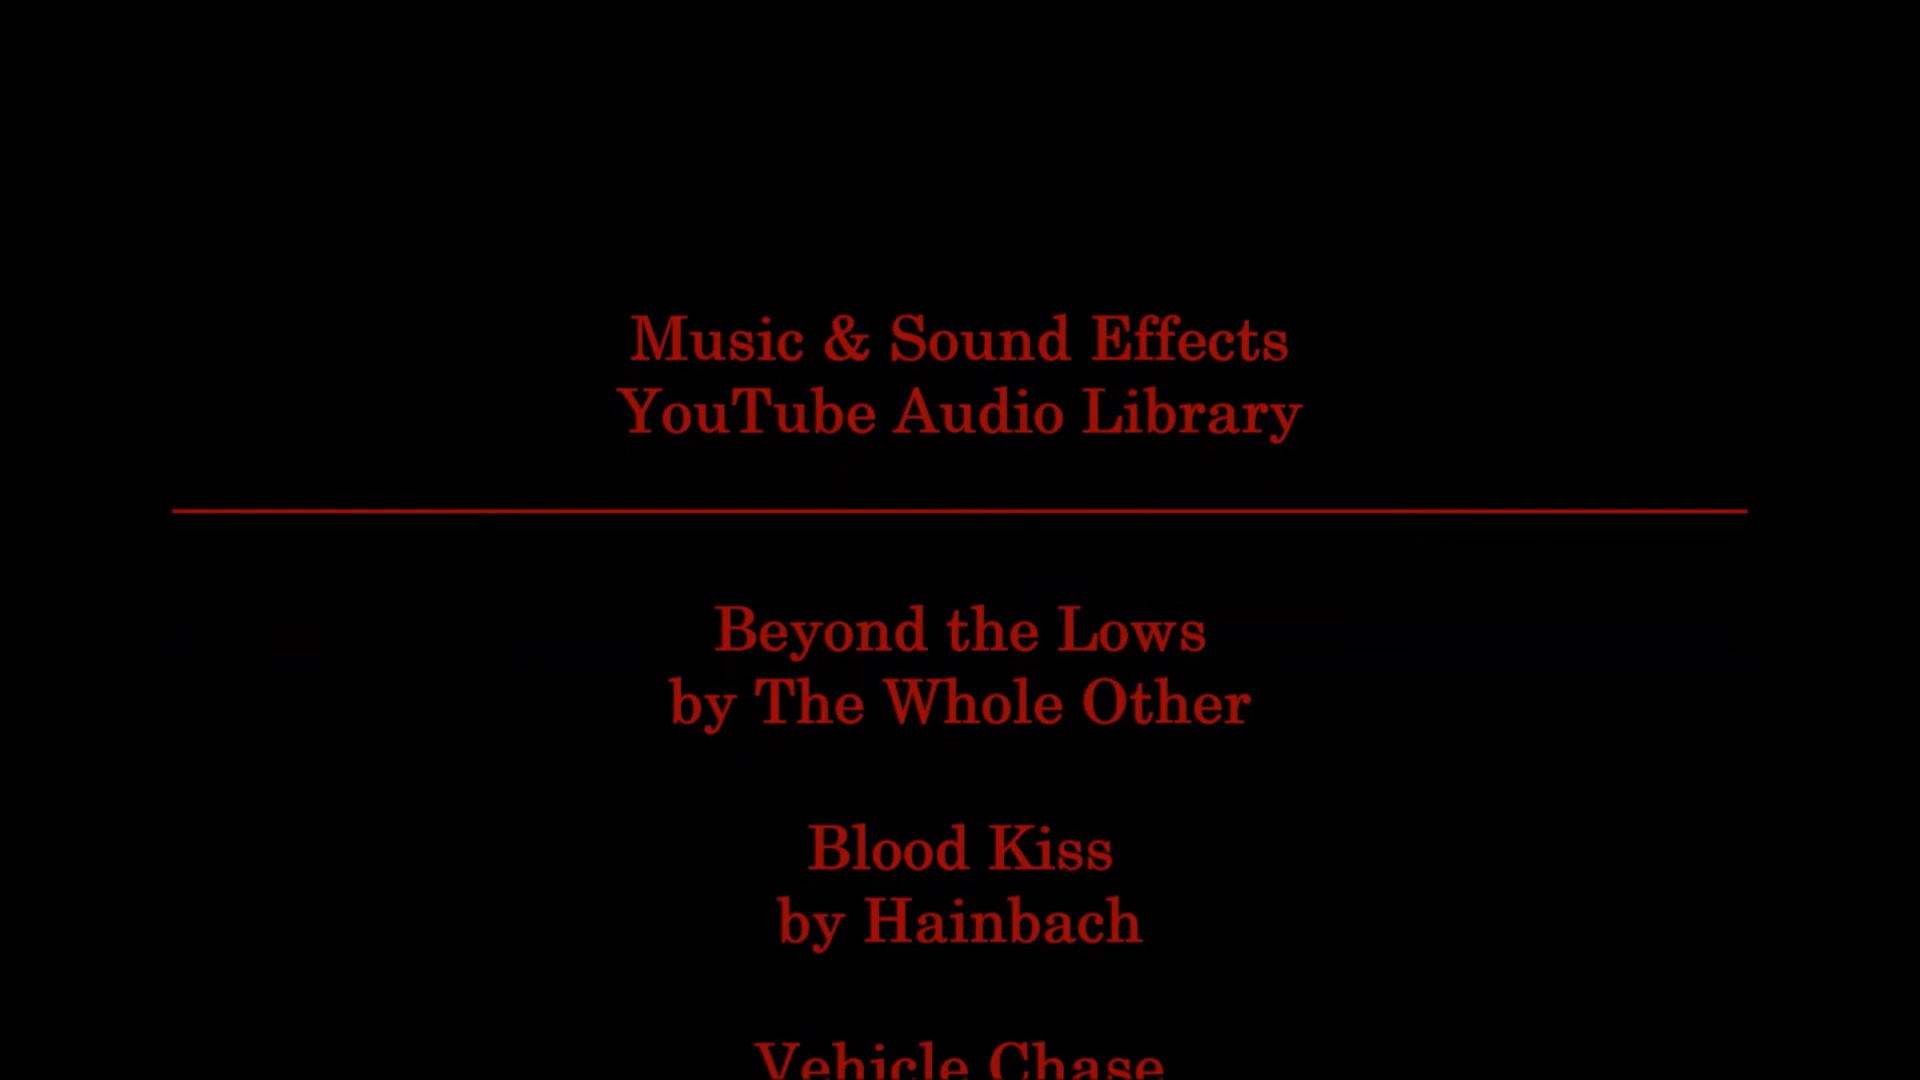 Music & Sound Effects
YouTube Audio Library
Beyond the Lows
by The Whole Other
Blood Kiss
by Hainbach
Vehicle Chase